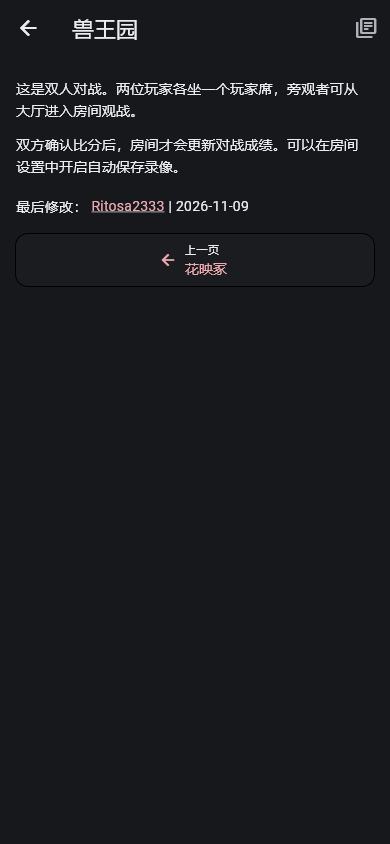 兽王园
这是双人对战。两位玩家各坐一个玩家席，旁观者可从
大厅进入房间观战。
双方确认比分后，房间才会更新对战成绩。可以在房间
设置中开启自动保存录像。
最后修改： Ritosa2333 | 2026-11-09
上一页
花映冢